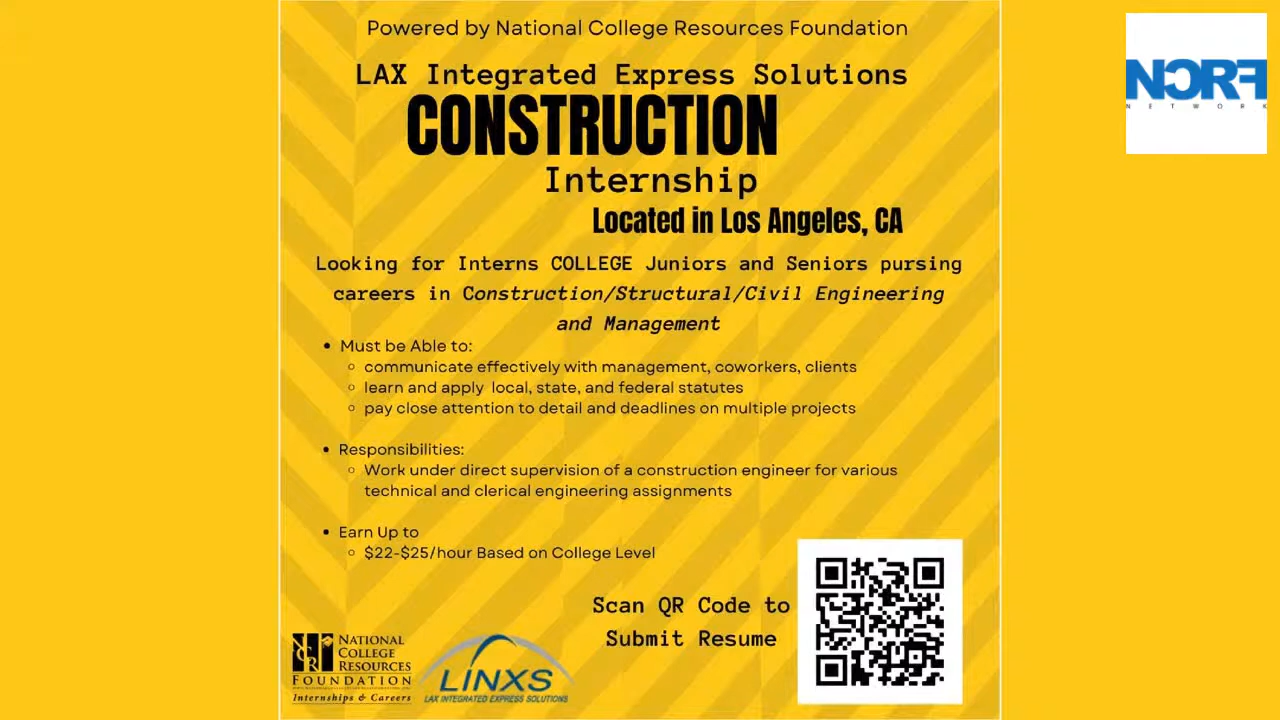 Powered by National College Resources Foundation
LAX Integrated Express Solutions
CONSTRUCTION
Internship
Located in Los Angeles, CA
Looking for Interns COLLEGE Juniors and Seniors pursing
careers in Construction/Structural/Civil Engineering
and Management
• Must be Able to:
◦ communicate effectively with management, coworkers, clients
◦ learn and apply local, state, and federal statutes
◦ pay close attention to detail and deadlines on multiple projects
• Responsibilities:
◦ Work under direct supervision of a construction engineer for various
technical and clerical engineering assignments
• Earn Up to
◦ $22-$25/hour Based on College Level
Scan QR Code to
Submit Resume
NCRF
NATIONAL
COLLEGE
RESOURCES
FOUNDATION
Internships & Careers
LINXS
LAX INTEGRATED EXPRESS SOLUTIONS
NCRF
NETWORK